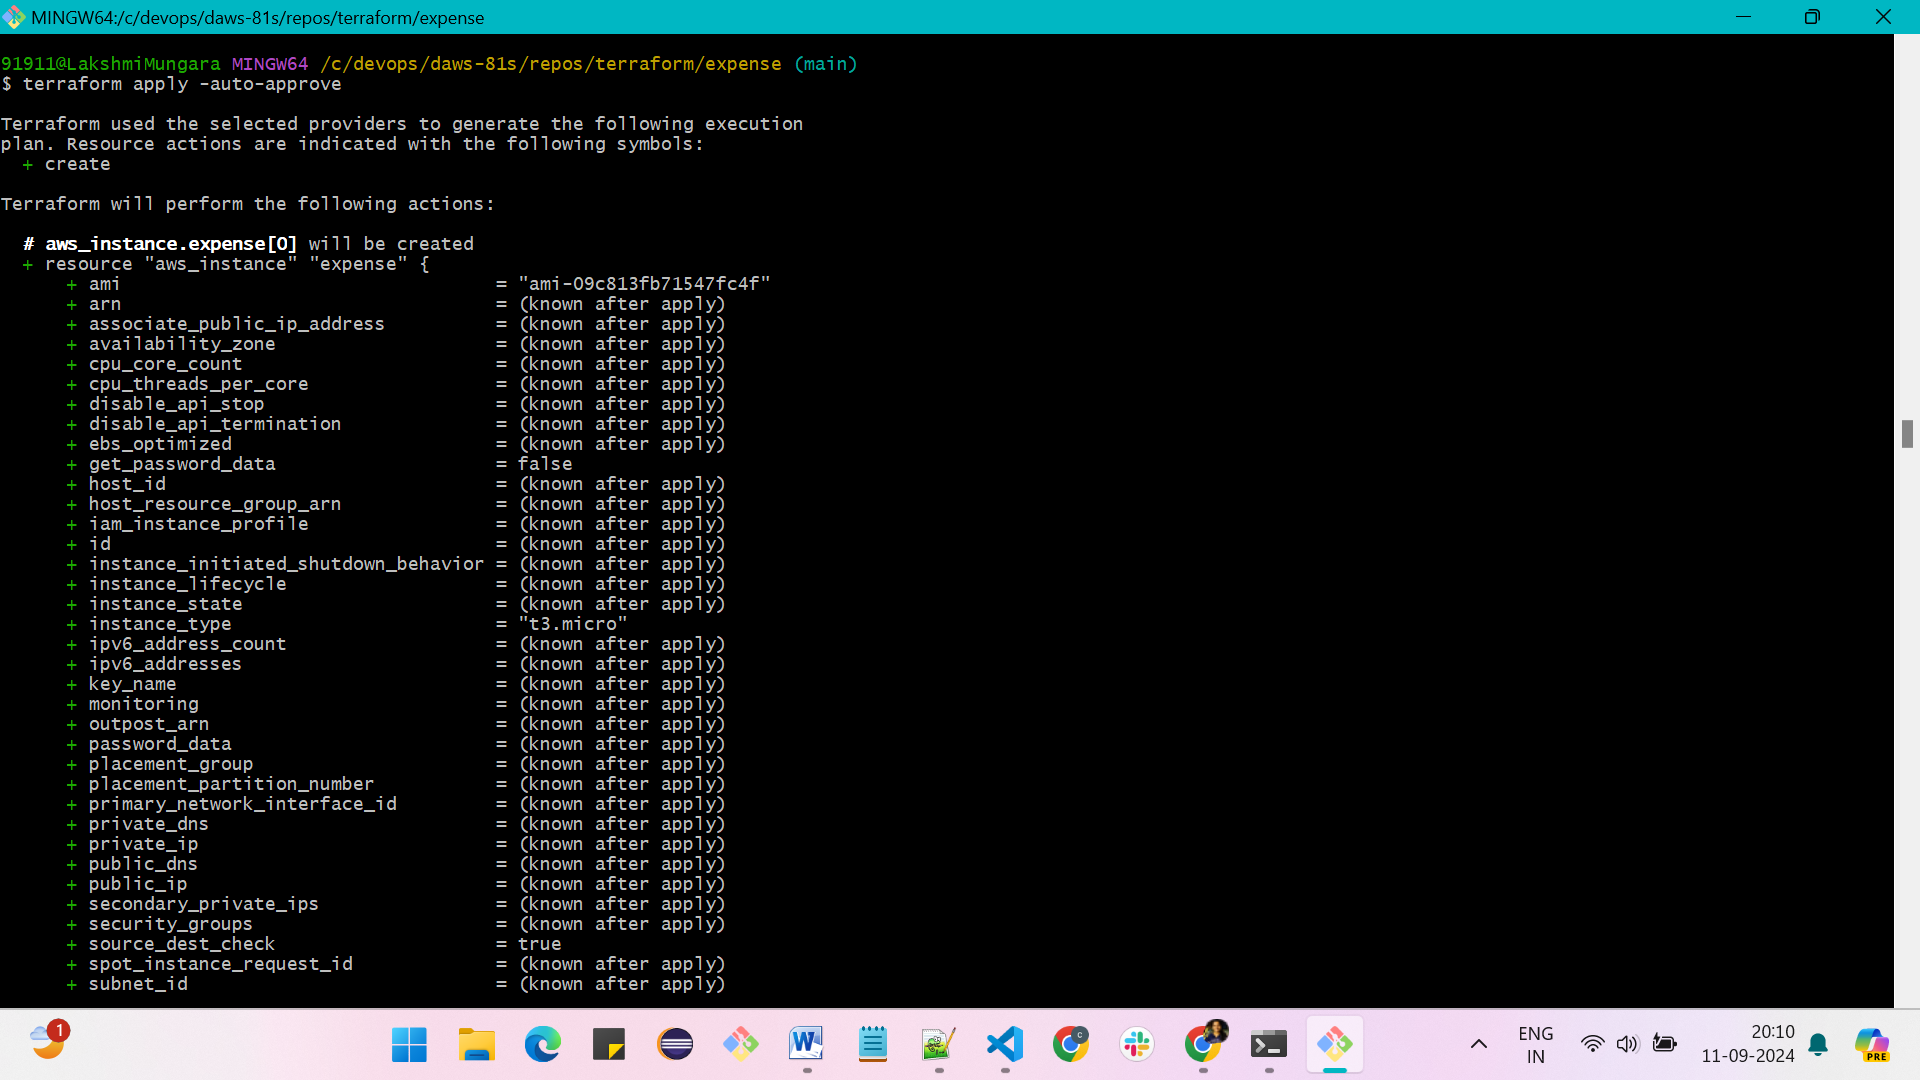 MINGW64:/c/devops/daws-81s/repos/terraform/expense
91911@LakshmiMungara MINGW64 /c/devops/daws-81s/repos/terraform/expense (main)
$ terraform apply -auto-approve
Terraform used the selected providers to generate the following execution
plan. Resource actions are indicated with the following symbols:
+ create
Terraform will perform the following actions:
# aws_instance.expense[0] will be created
+ resource "aws_instance" "expense" {
+ ami = "ami-09c813fb71547fc4f"
+ arn = (known after apply)
+ associate_public_ip_address = (known after apply)
+ availability_zone = (known after apply)
+ cpu_core_count = (known after apply)
+ cpu_threads_per_core = (known after apply)
+ disable_api_stop = (known after apply)
+ disable_api_termination = (known after apply)
+ ebs_optimized = (known after apply)
+ get_password_data = false
+ host_id = (known after apply)
+ host_resource_group_arn = (known after apply)
+ iam_instance_profile = (known after apply)
+ id = (known after apply)
+ instance_initiated_shutdown_behavior = (known after apply)
+ instance_lifecycle = (known after apply)
+ instance_state = (known after apply)
+ instance_type = "t3.micro"
+ ipv6_address_count = (known after apply)
+ ipv6_addresses = (known after apply)
+ key_name = (known after apply)
+ monitoring = (known after apply)
+ outpost_arn = (known after apply)
+ password_data = (known after apply)
+ placement_group = (known after apply)
+ placement_partition_number = (known after apply)
+ primary_network_interface_id = (known after apply)
+ private_dns = (known after apply)
+ private_ip = (known after apply)
+ public_dns = (known after apply)
+ public_ip = (known after apply)
+ secondary_private_ips = (known after apply)
+ security_groups = (known after apply)
+ source_dest_check = true
+ spot_instance_request_id = (known after apply)
+ subnet_id = (known after apply)
1
W
C
ENG
IN
20:10
11-09-2024
PRE